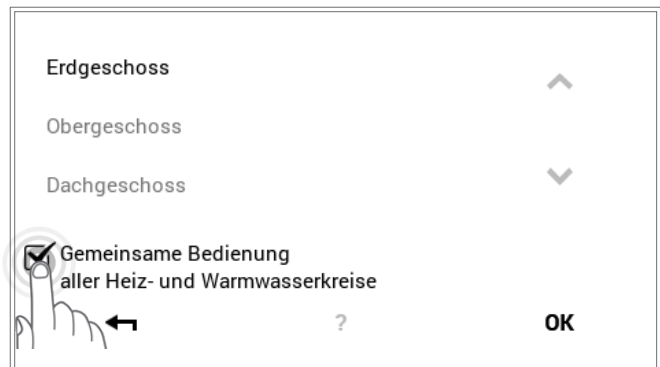 Erdgeschoss
Obergeschoss
Dachgeschoss
Gemeinsame Bedienung
aller Heiz- und Warmwasserkreise
? OK